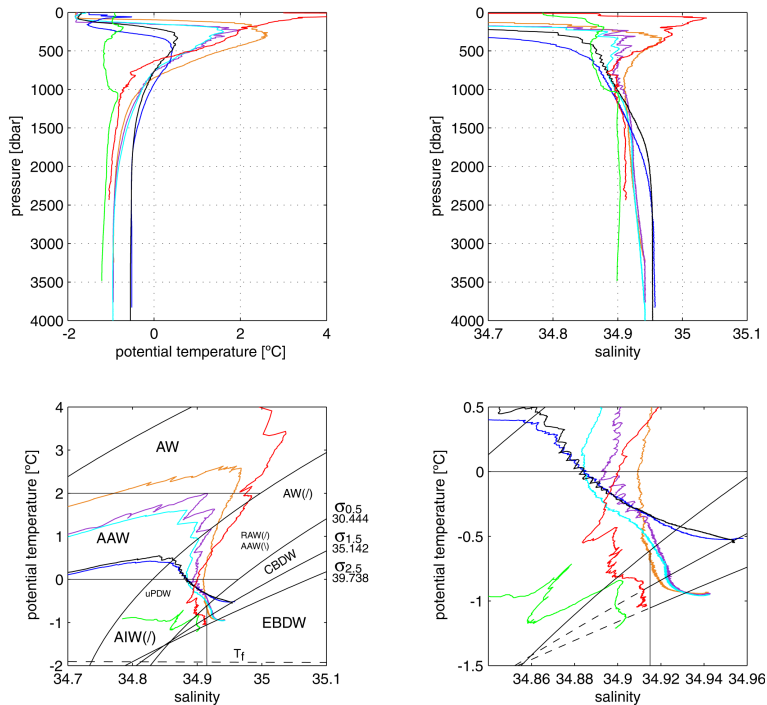 0
500
1000
1500
2000
2500
3000
3500
4000
pressure [dbar]
-2
0
2
4
potential temperature [ºC]
0
500
1000
1500
2000
2500
3000
3500
4000
pressure [dbar]
34.7
34.8
34.9
35
35.1
salinity
4
3
2
1
0
-1
-2
potential temperature [ºC]
AW
AW(/)
AAW
RAW(/)
AAW(\)
CBDW
uPDW
AIW(/)
EBDW
Tf
σ0.5
30.444
σ1.5
35.142
σ2.5
39.738
34.7
34.8
34.9
35
35.1
salinity
0.5
0
-0.5
-1
-1.5
potential temperature [ºC]
34.86
34.88
34.9
34.92
34.94
34.96
salinity